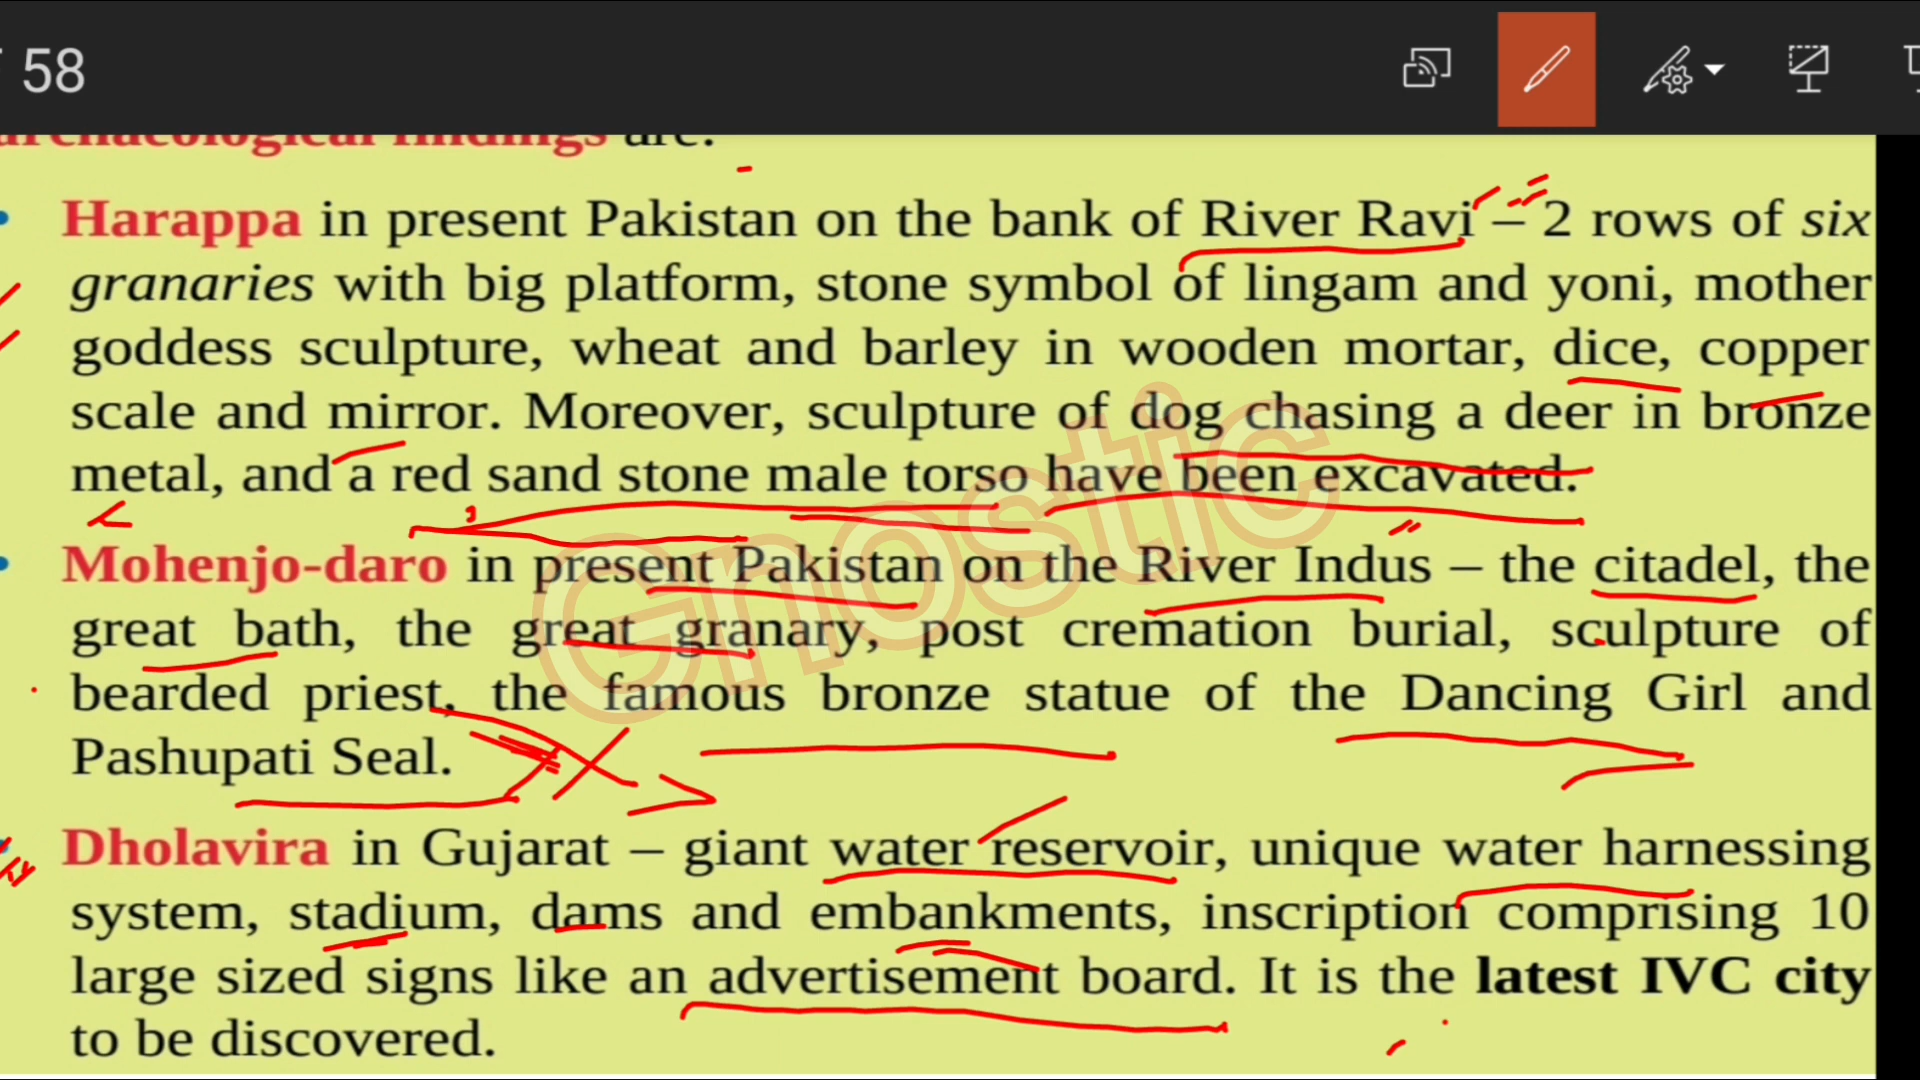 58
archaeological findings are:
• Harappa in present Pakistan on the bank of River Ravi – 2 rows of six
granaries with big platform, stone symbol of lingam and yoni, mother
goddess sculpture, wheat and barley in wooden mortar, dice, copper
scale and mirror. Moreover, sculpture of dog chasing a deer in bronze
metal, and a red sand stone male torso have been excavated.
• Mohenjo-daro in present Pakistan on the River Indus – the citadel, the
great bath, the great granary, post cremation burial, sculpture of
bearded priest, the famous bronze statue of the Dancing Girl and
Pashupati Seal.
Dholavira in Gujarat – giant water reservoir, unique water harnessing
system, stadium, dams and embankments, inscription comprising 10
large sized signs like an advertisement board. It is the latest IVC city
to be discovered.
Gnostic